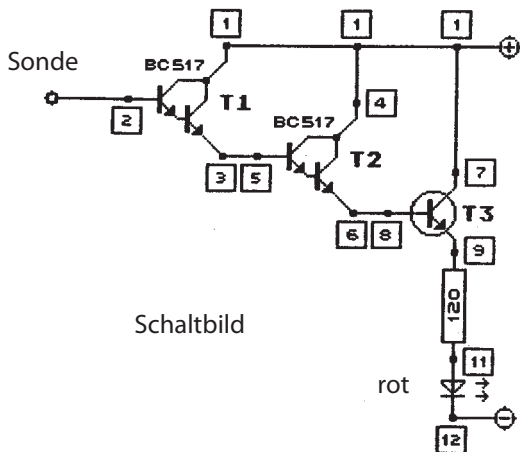 1 1 1 +
Sonde
BC517
T1
4
2
BC517
T2
7
3 5
T3
6 8
9
120
Schaltbild
11
rot
−
12